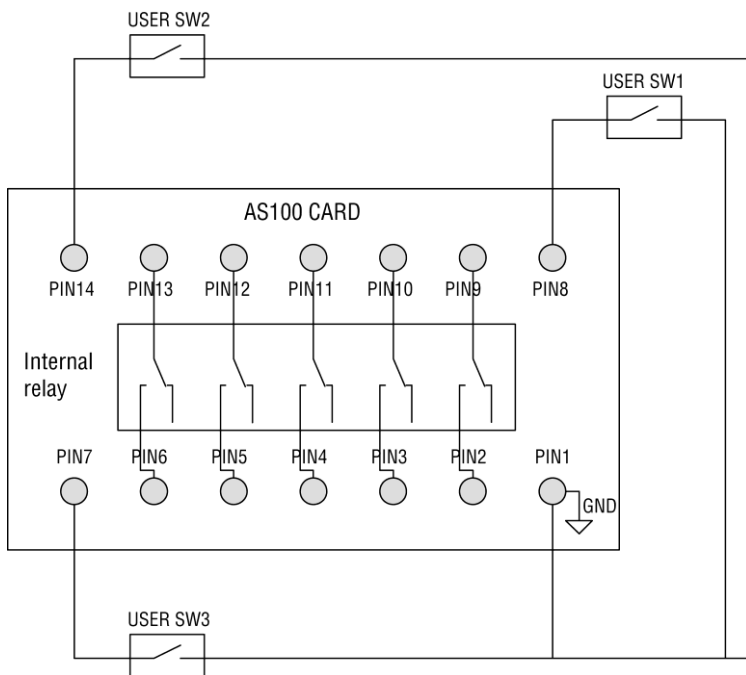 USER SW2
USER SW1
AS100 CARD
PIN14 PIN13 PIN12 PIN11 PIN10 PIN9 PIN8
Internal
relay
PIN7 PIN6 PIN5 PIN4 PIN3 PIN2 PIN1
GND
USER SW3